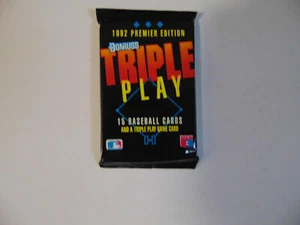 1992 PREMIER EDITION
DONRUSS
TRIPLE
PLAY
15 BASEBALL CARDS
AND A TRIPLE PLAY GAME CARD